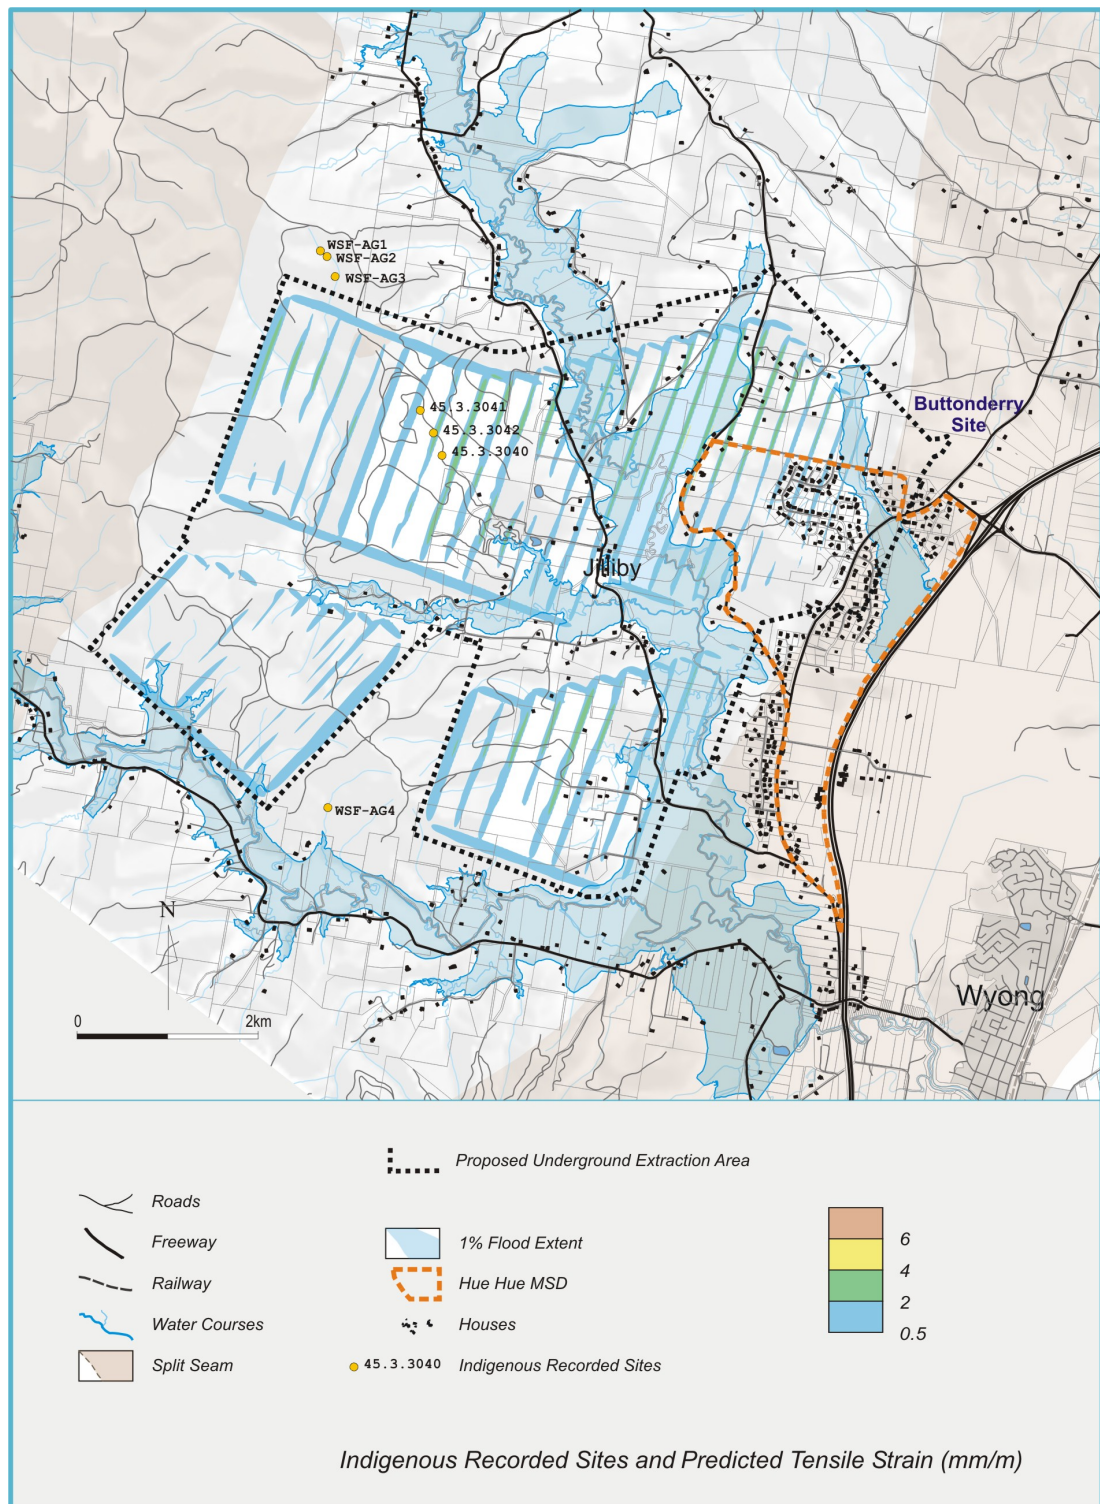 WSF-AG1
WSF-AG2
WSF-AG3
45.3.3041
45.3.3042
45.3.3040
Buttonderry
Site
Jilliby
WSF-AG4
N
0 2km
Wyong
Proposed Underground Extraction Area
Roads
Freeway
Railway
Water Courses
Split Seam
1% Flood Extent
Hue Hue MSD
Houses
45.3.3040 Indigenous Recorded Sites
6
4
2
0.5
Indigenous Recorded Sites and Predicted Tensile Strain (mm/m)